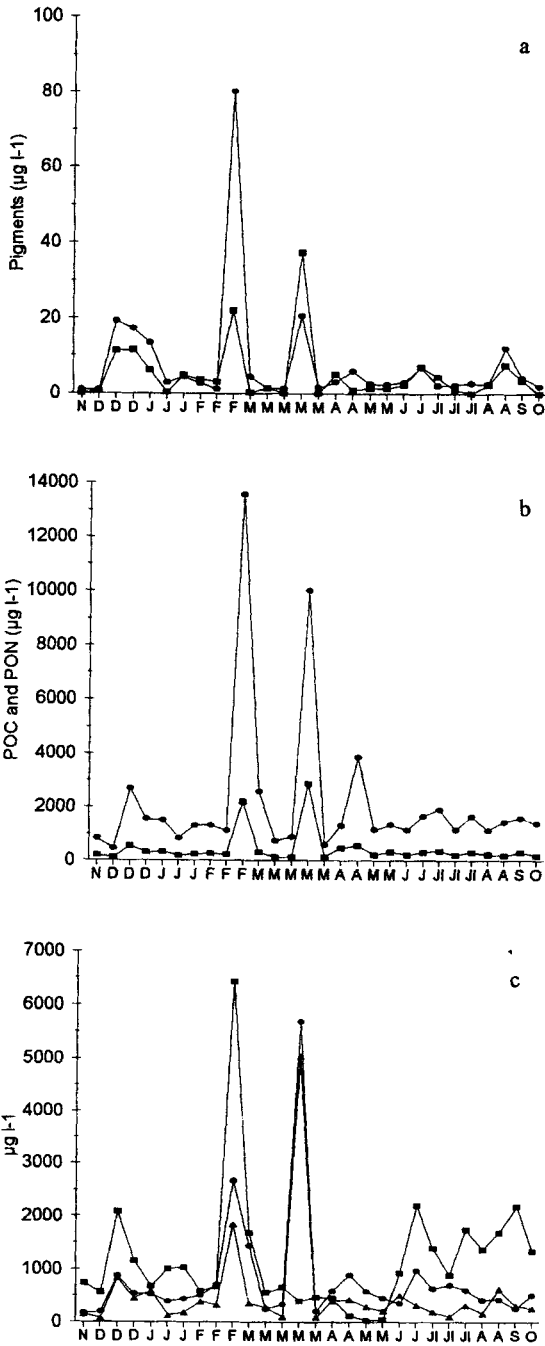 a
Pigments (µg l-1)
100
80
60
40
20
0
N D D D J J J F F F M M M M M A A M M J J Jl Jl Jl A A S O
b
POC and PON (µg l-1)
14000
12000
10000
8000
6000
4000
2000
0
N D D D J J J F F F M M M M M A A M M J J Jl Jl Jl A A S O
c
µg l-1
7000
6000
5000
4000
3000
2000
1000
0
N D D D J J J F F F M M M M M A A M M J J Jl Jl Jl A A S O